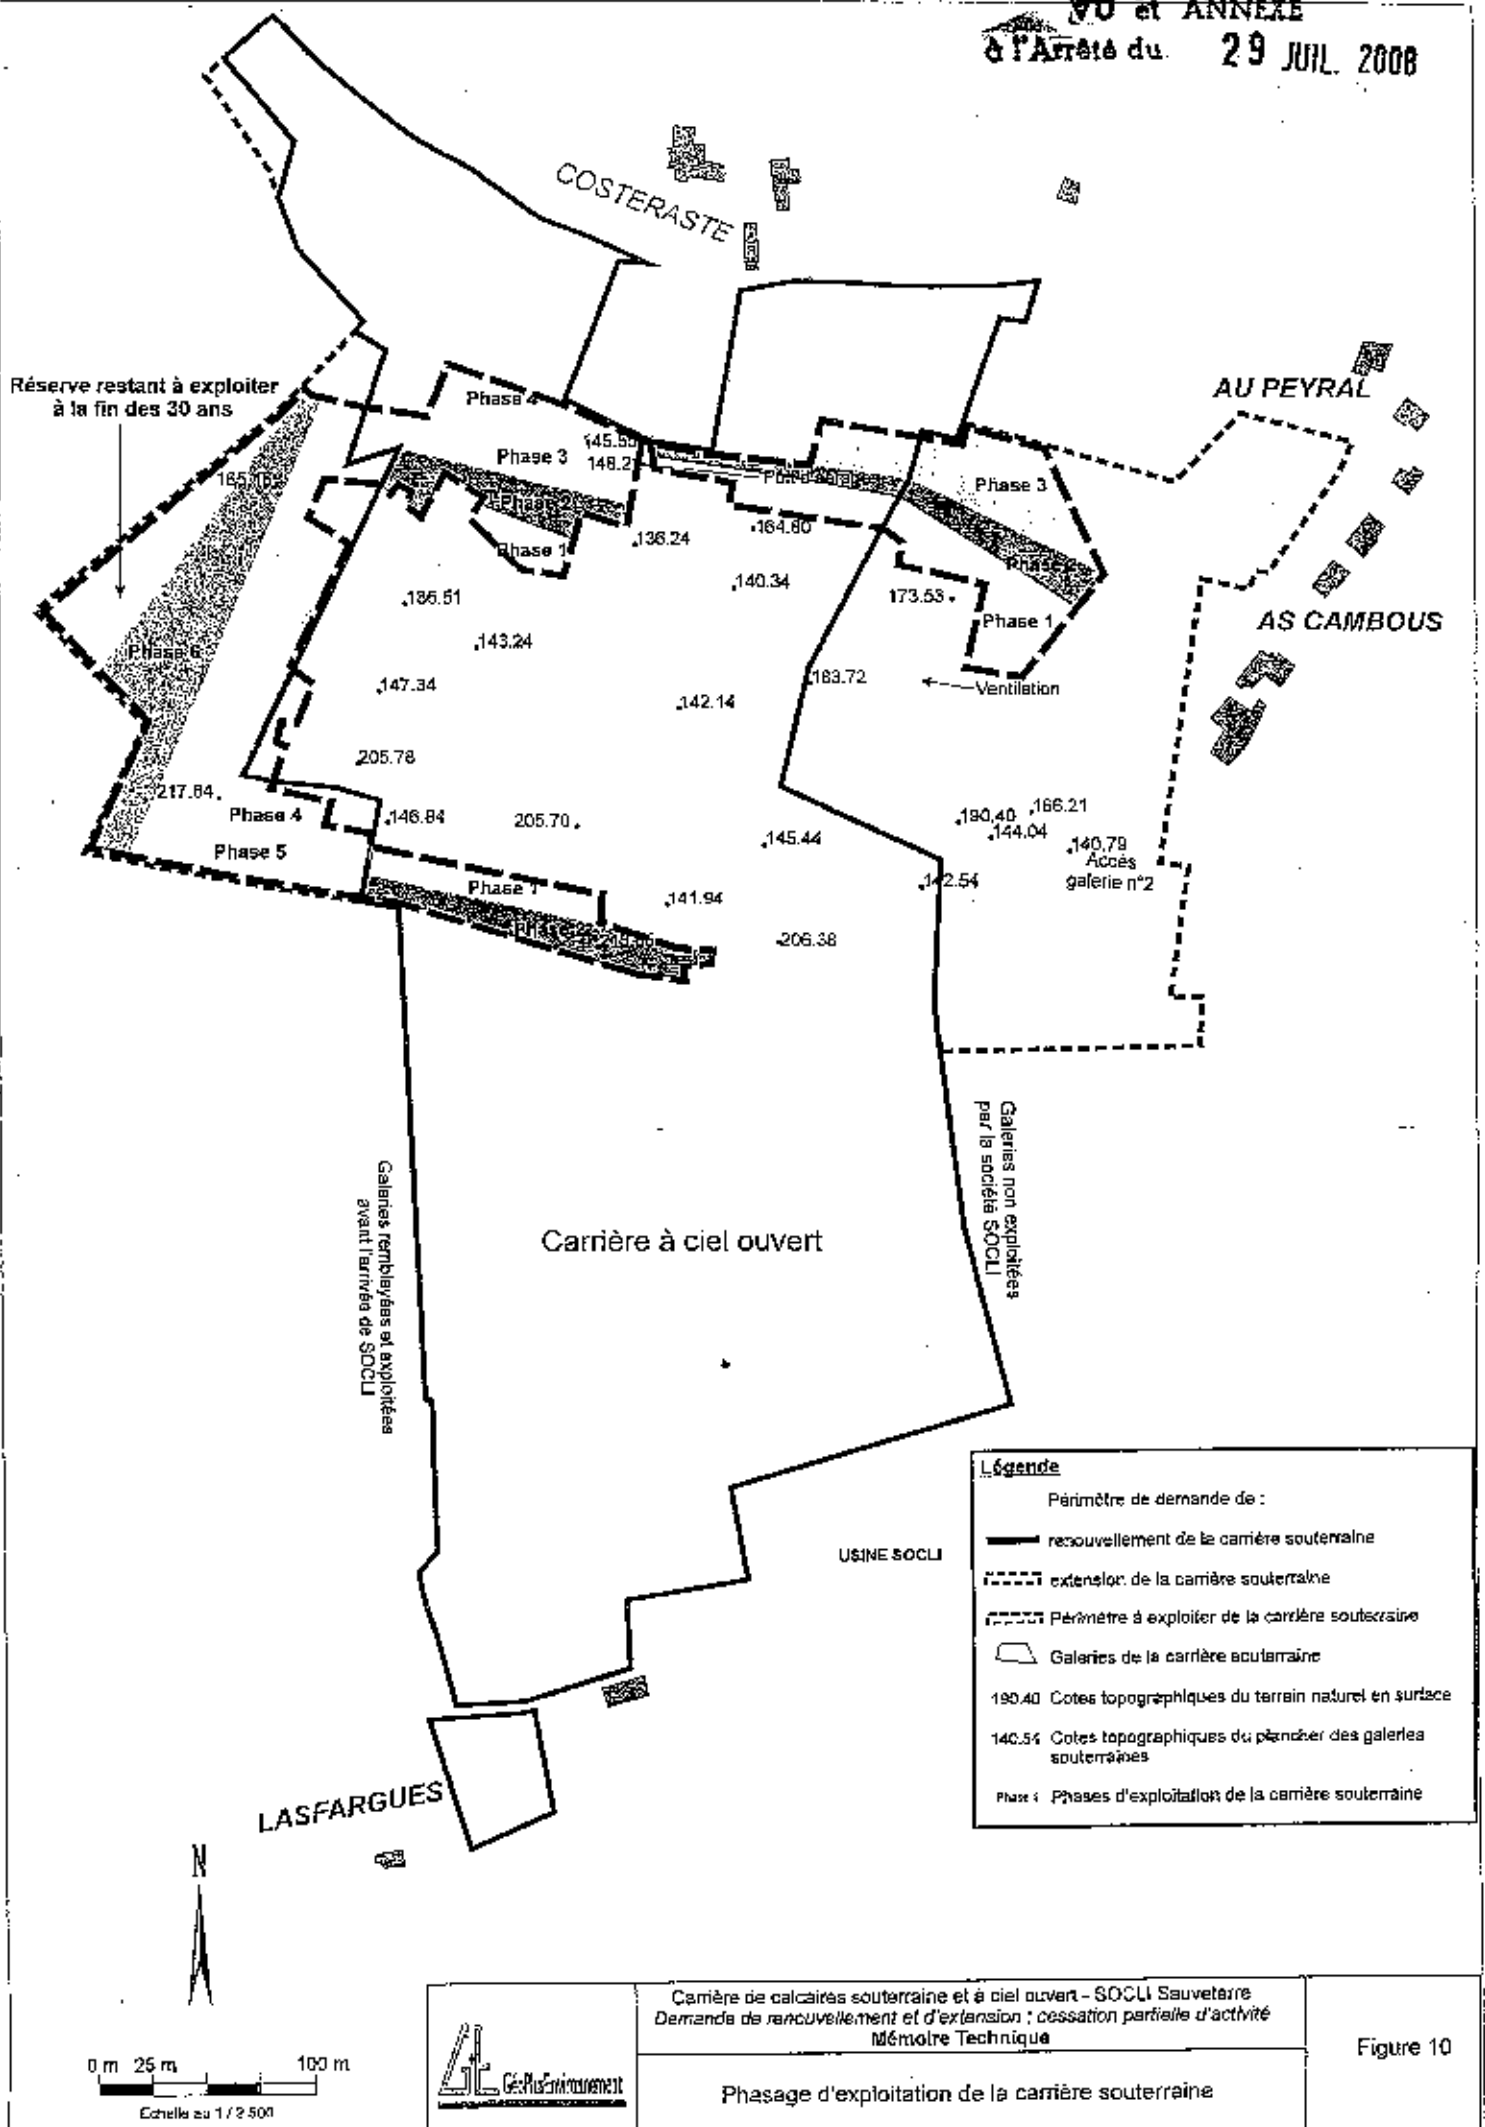 VU et ANNEXÉ
à l'Arrêté du 29 JUIL. 2008
COSTERASTE
Réserve restant à exploiter
à la fin des 30 ans
AU PEYRAL
Phase 4
145.55
148.2
Phase 3
Phase 3
Phase 2
Phase 1
136.24
164.80
Phase 2
140.34
173.53
186.51
Phase 1
AS CAMBOUS
143.24
Phase 6
147.34
163.72
Ventilation
142.14
205.78
217.84
Phase 4
146.84
205.70
190.40
166.21
144.04
145.44
140.79
Phase 5
Accès
galerie n°2
142.54
Phase 1
141.94
206.38
Galeries non exploitées
par la société SOCLI
Galeries remblayées et exploitées
avant l'arrivée de SOCLI
Carrière à ciel ouvert
USINE SOCLI
Légende
Périmètre de demande de :
renouvellement de la carrière souterraine
extension de la carrière souterraine
Périmètre à exploiter de la carrière souterraine
Galeries de la carrière souterraine
190.40 Cotes topographiques du terrain naturel en surface
140.54 Cotes topographiques du plancher des galeries
souterraines
Phase Phases d'exploitation de la carrière souterraine
LASFARGUES
N
0 m 25 m 100 m
Echelle au 1 / 2 500
GéoPlusEnvironnement
Carrière de calcaires souterraine et à ciel ouvert - SOCLI Sauveterre
Demande de renouvellement et d'extension ; cessation partielle d'activité
Mémoire Technique
Phasage d'exploitation de la carrière souterraine
Figure 10